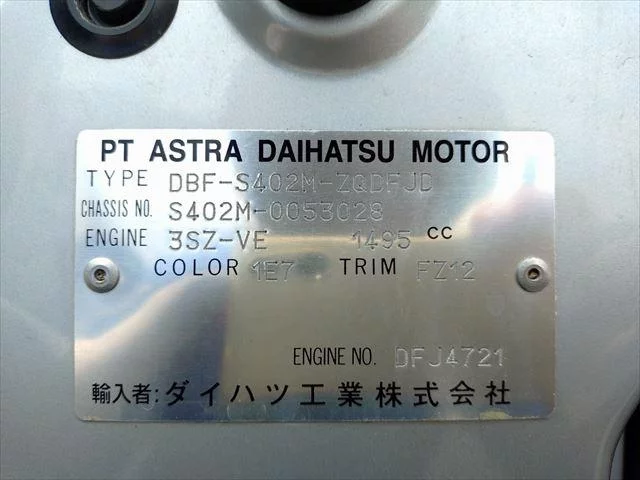 PT ASTRA DAIHATSU MOTOR
TYPE DBF-S402M-ZQDFJD
CHASSIS NO. S402M-0053028
ENGINE 3SZ-VE 1495 CC
COLOR 1E7 TRIM FZ12
ENGINE NO. DFJ4721
輸入者: ダイハツ工業株式会社